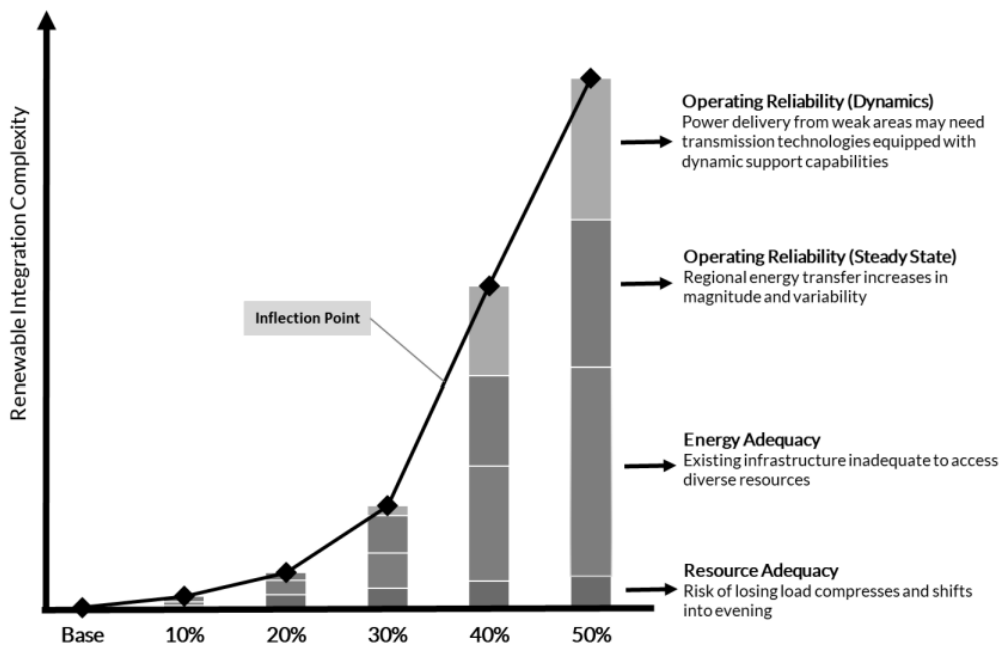 Renewable Integration Complexity
Inflection Point
Operating Reliability (Dynamics)
Power delivery from weak areas may need
transmission technologies equipped with
dynamic support capabilities
Operating Reliability (Steady State)
Regional energy transfer increases in
magnitude and variability
Energy Adequacy
Existing infrastructure inadequate to access
diverse resources
Resource Adequacy
Risk of losing load compresses and shifts
into evening
Base 10% 20% 30% 40% 50%